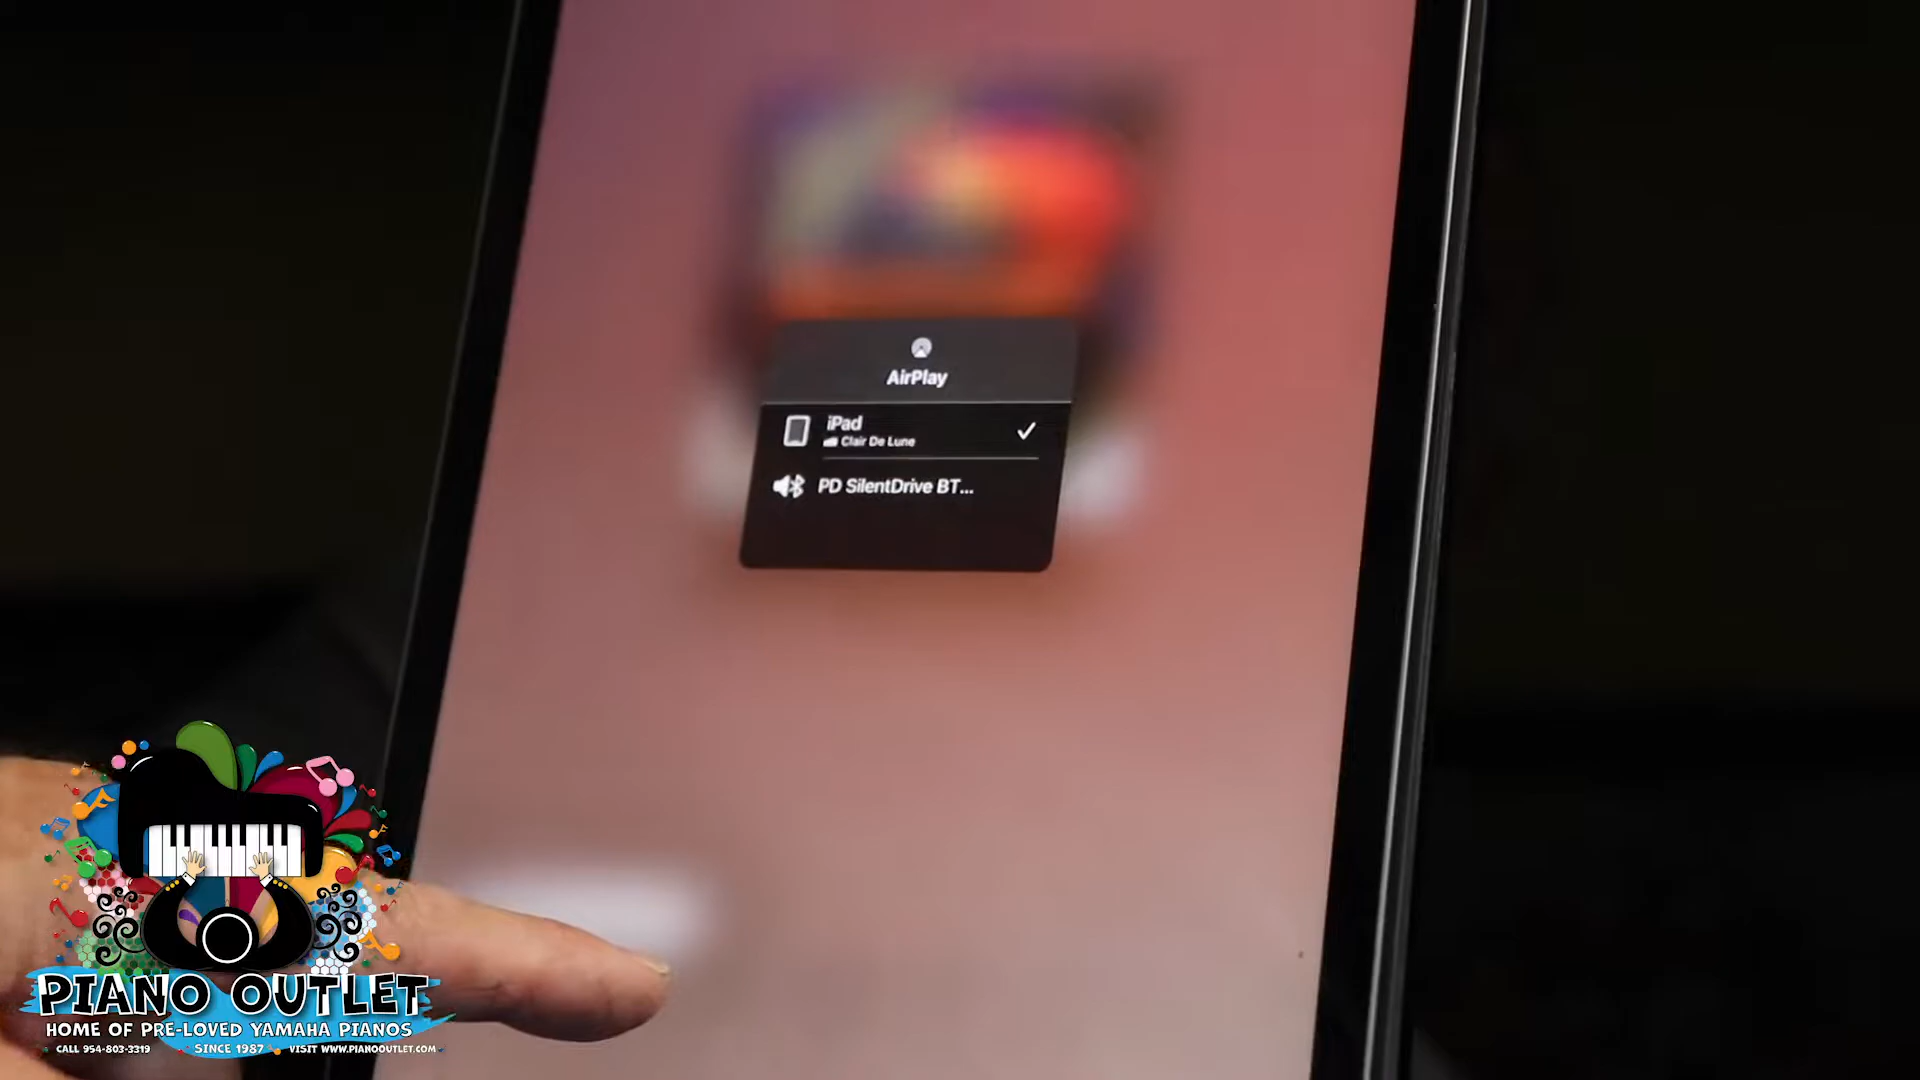 AirPlay
iPad
Clair De Lune
PD SilentDrive BT...
PIANO OUTLET
HOME OF PRE-LOVED YAMAHA PIANOS
CALL 954-803-3319 SINCE 1987 VISIT WWW.PIANOOUTLET.COM